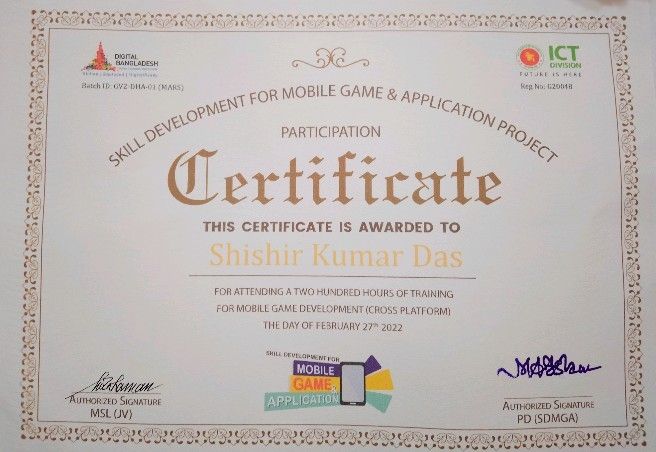 DIGITAL
BANGLADESH
Batch ID: GV2-DHA-01 (MARS)
ICT
DIVISION
FUTURE IS HERE
Reg No: G20048
SKILL DEVELOPMENT FOR MOBILE GAME & APPLICATION PROJECT
PARTICIPATION
Certificate
THIS CERTIFICATE IS AWARDED TO
Shishir Kumar Das
FOR ATTENDING A TWO HUNDRED HOURS OF TRAINING
FOR MOBILE GAME DEVELOPMENT (CROSS PLATFORM)
THE DAY OF FEBRUARY 27th 2022
SKILL DEVELOPMENT FOR
MOBILE
GAME &
APPLICATION
AUTHORIZED SIGNATURE
MSL (JV)
AUTHORIZED SIGNATURE
PD (SDMGA)